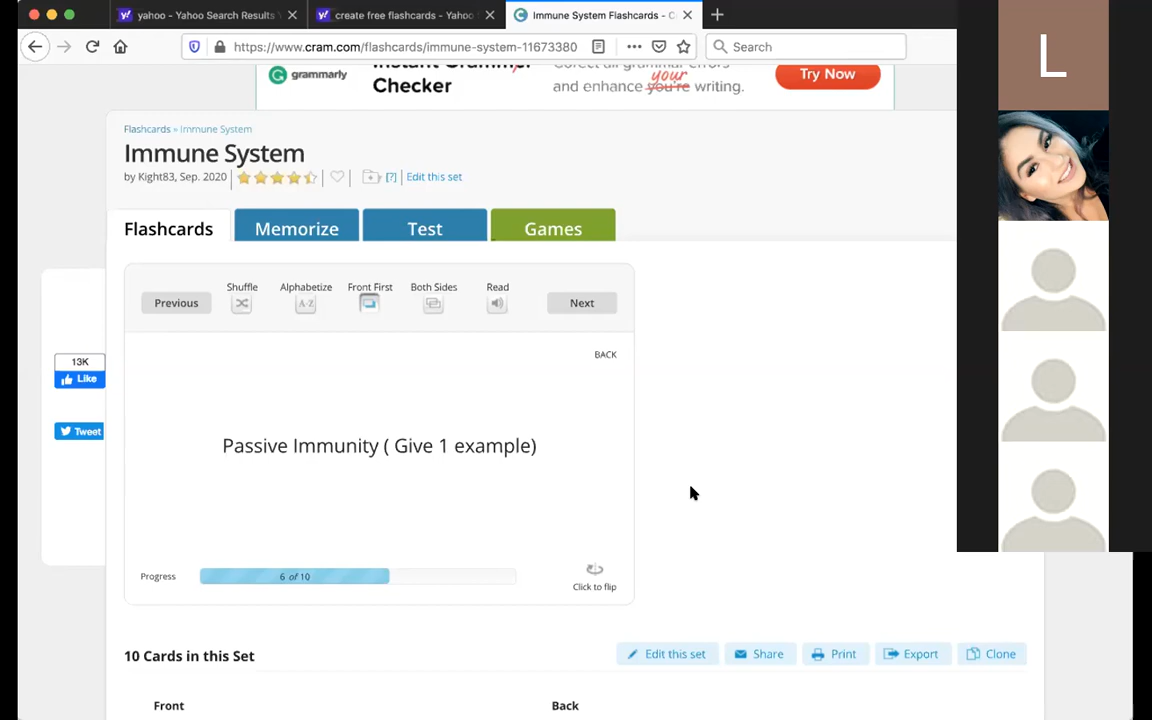 yahoo - Yahoo Search Results
create free flashcards - Yahoo
Immune System Flashcards - C
https://www.cram.com/flashcards/immune-system-11673380
Search
L
grammarly
Checker
and enhance you're writing.
your
Try Now
Flashcards » Immune System
Immune System
by Kight83, Sep. 2020
[?]
Edit this set
Flashcards
Memorize
Test
Games
Previous
Shuffle
Alphabetize
A-Z
Front First
Both Sides
Read
Next
BACK
13K
Like
Tweet
Passive Immunity ( Give 1 example)
Progress
6 of 10
Click to flip
10 Cards in this Set
Edit this set
Share
Print
Export
Clone
Front
Back